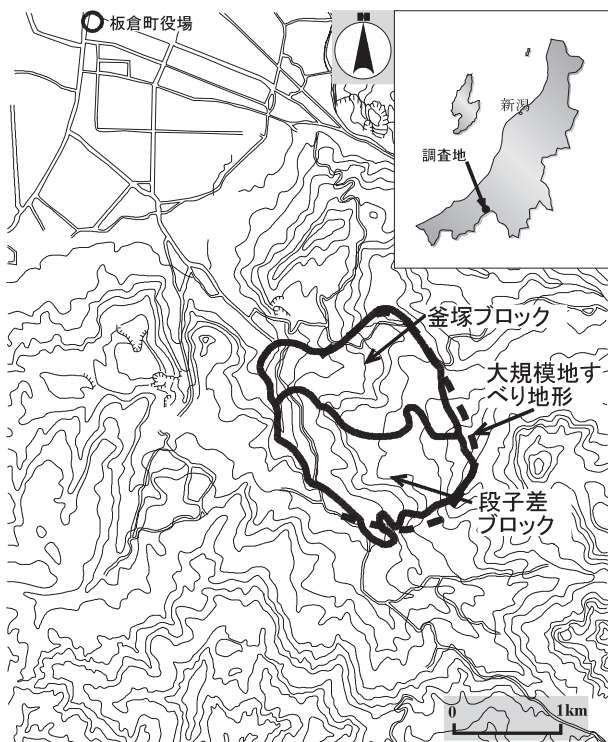 板倉町役場
N
新潟
調査地
釜塚ブロック
大規模地す
べり地形
段子差
ブロック
0 1km